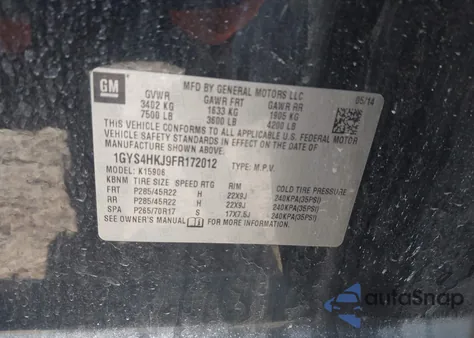 GM
MFD BY GENERAL MOTORS LLC
05/14
GVWR GAWR FRT GAWR RR
3402 KG 1633 KG 1905 KG
7500 LB 3600 LB 4200 LB
THIS VEHICLE CONFORMS TO ALL APPLICABLE U.S. FEDERAL MOTOR
VEHICLE SAFETY STANDARDS IN EFFECT ON THE DATE OF
MANUFACTURE SHOWN ABOVE.
1GYS4HKJ9FR172012 TYPE: M.P.V.
MODEL: K15906
KBNM TIRE SIZE SPEED RTG RIM COLD TIRE PRESSURE
FRT P285/45R22 H 22X9J 240KPA(35PSI)
RR P285/45R22 H 22X9J 240KPA(35PSI)
SPA P265/70R17 S 17X7.5J 240KPA(35PSI)
SEE OWNER'S MANUAL
autoSnap